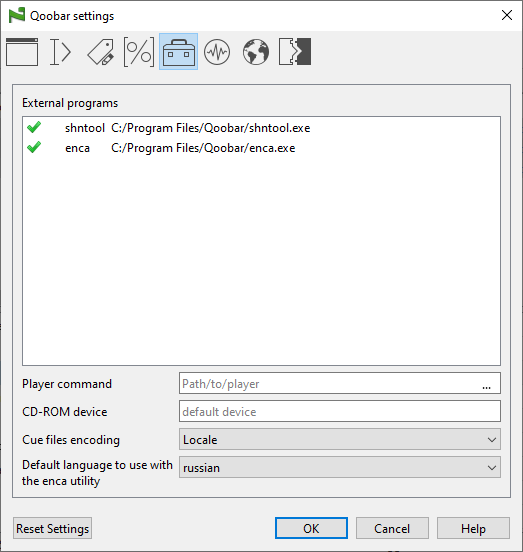 Qoobar settings
[%]
External programs
shntool C:/Program Files/Qoobar/shntool.exe
enca C:/Program Files/Qoobar/enca.exe
Player command Path/to/player ...
CD-ROM device default device
Cue files encoding Locale
Default language to use with
the enca utility
russian
Reset Settings OK Cancel Help